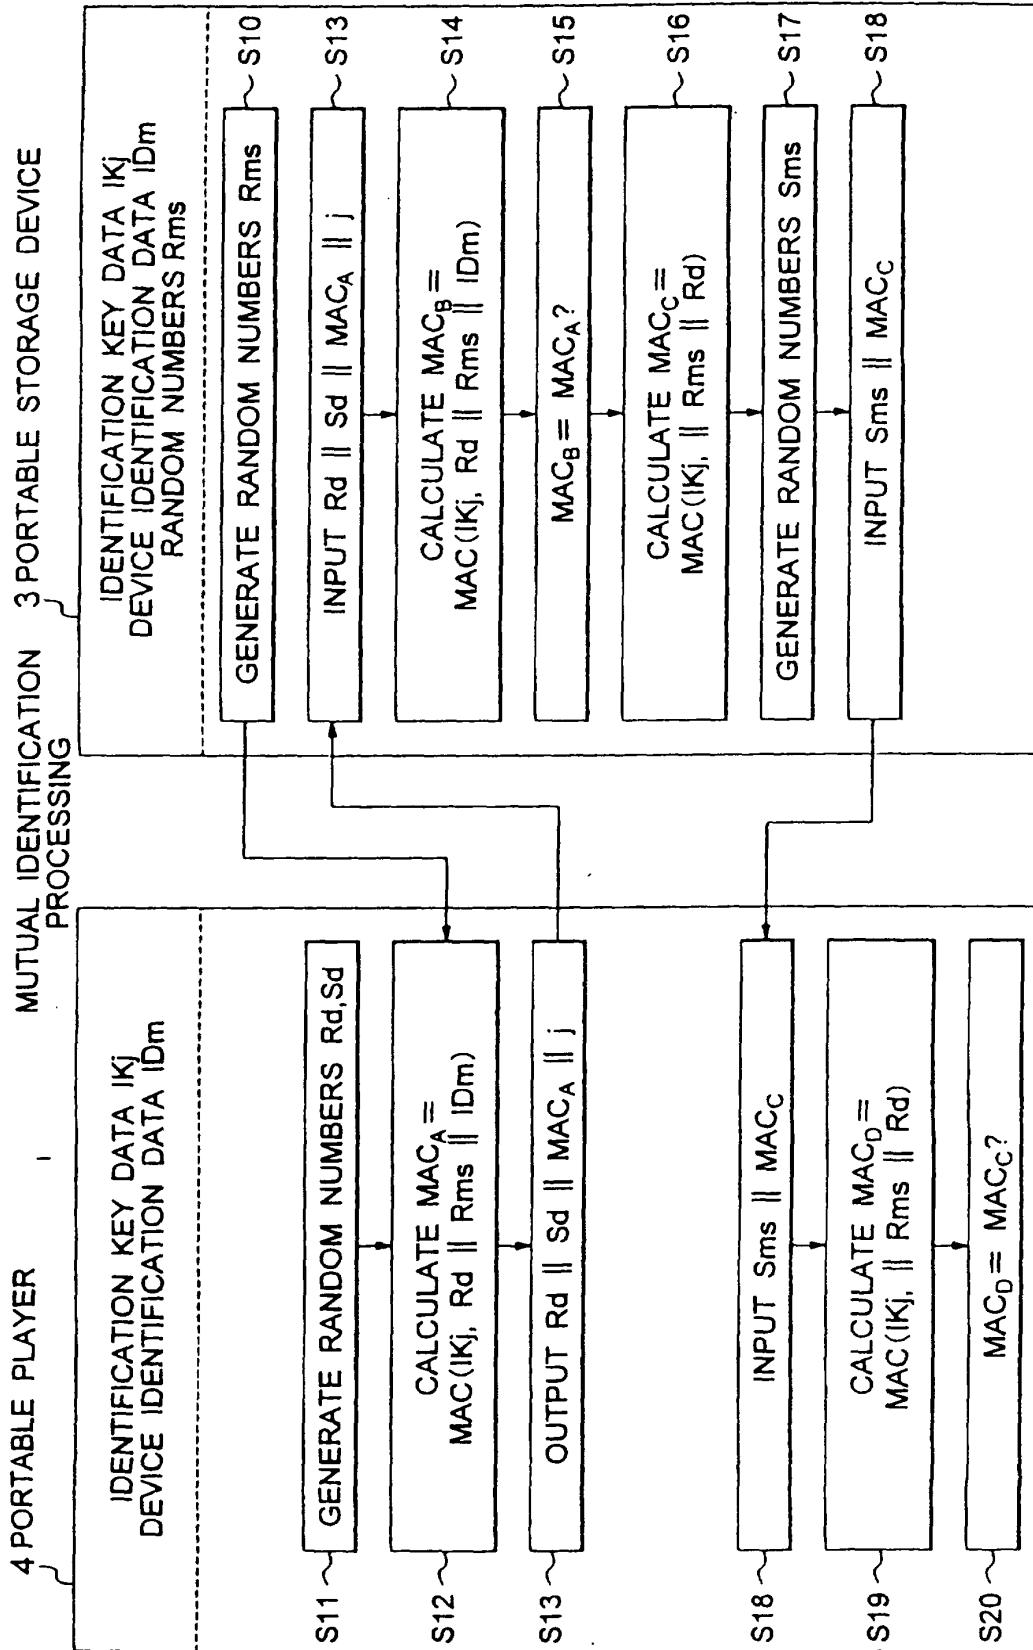 MUTUAL IDENTIFICATION
PROCESSING
4 PORTABLE PLAYER
IDENTIFICATION KEY DATA IKj
DEVICE IDENTIFICATION DATA IDm
S11
GENERATE RANDOM NUMBERS Rd,Sd
S12
CALCULATE MACA =
MAC(IKj, Rd || Rms || IDm)
S13
OUTPUT Rd || Sd || MACA || j
S18
INPUT Sms || MACC
S19
CALCULATE MACD =
MAC(IKj, || Rms || Rd)
S20
MACD = MACC?
3 PORTABLE STORAGE DEVICE
IDENTIFICATION KEY DATA IKj
DEVICE IDENTIFICATION DATA IDm
RANDOM NUMBERS Rms
GENERATE RANDOM NUMBERS Rms
S10
INPUT Rd || Sd || MACA || j
S13
CALCULATE MACB =
MAC(IKj, Rd || Rms || IDm)
S14
MACB = MACA?
S15
CALCULATE MACC =
MAC(IKj, || Rms || Rd)
S16
GENERATE RANDOM NUMBERS Sms
S17
INPUT Sms || MACC
S18